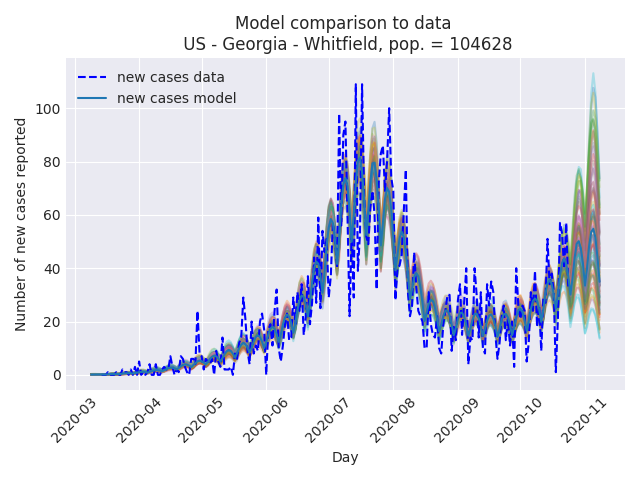 Model comparison to data
US - Georgia - Whitfield, pop. = 104628
new cases data
new cases model
Number of new cases reported
100
80
60
40
20
0
2020-03
2020-04
2020-05
2020-06
2020-07
2020-08
2020-09
2020-10
2020-11
Day